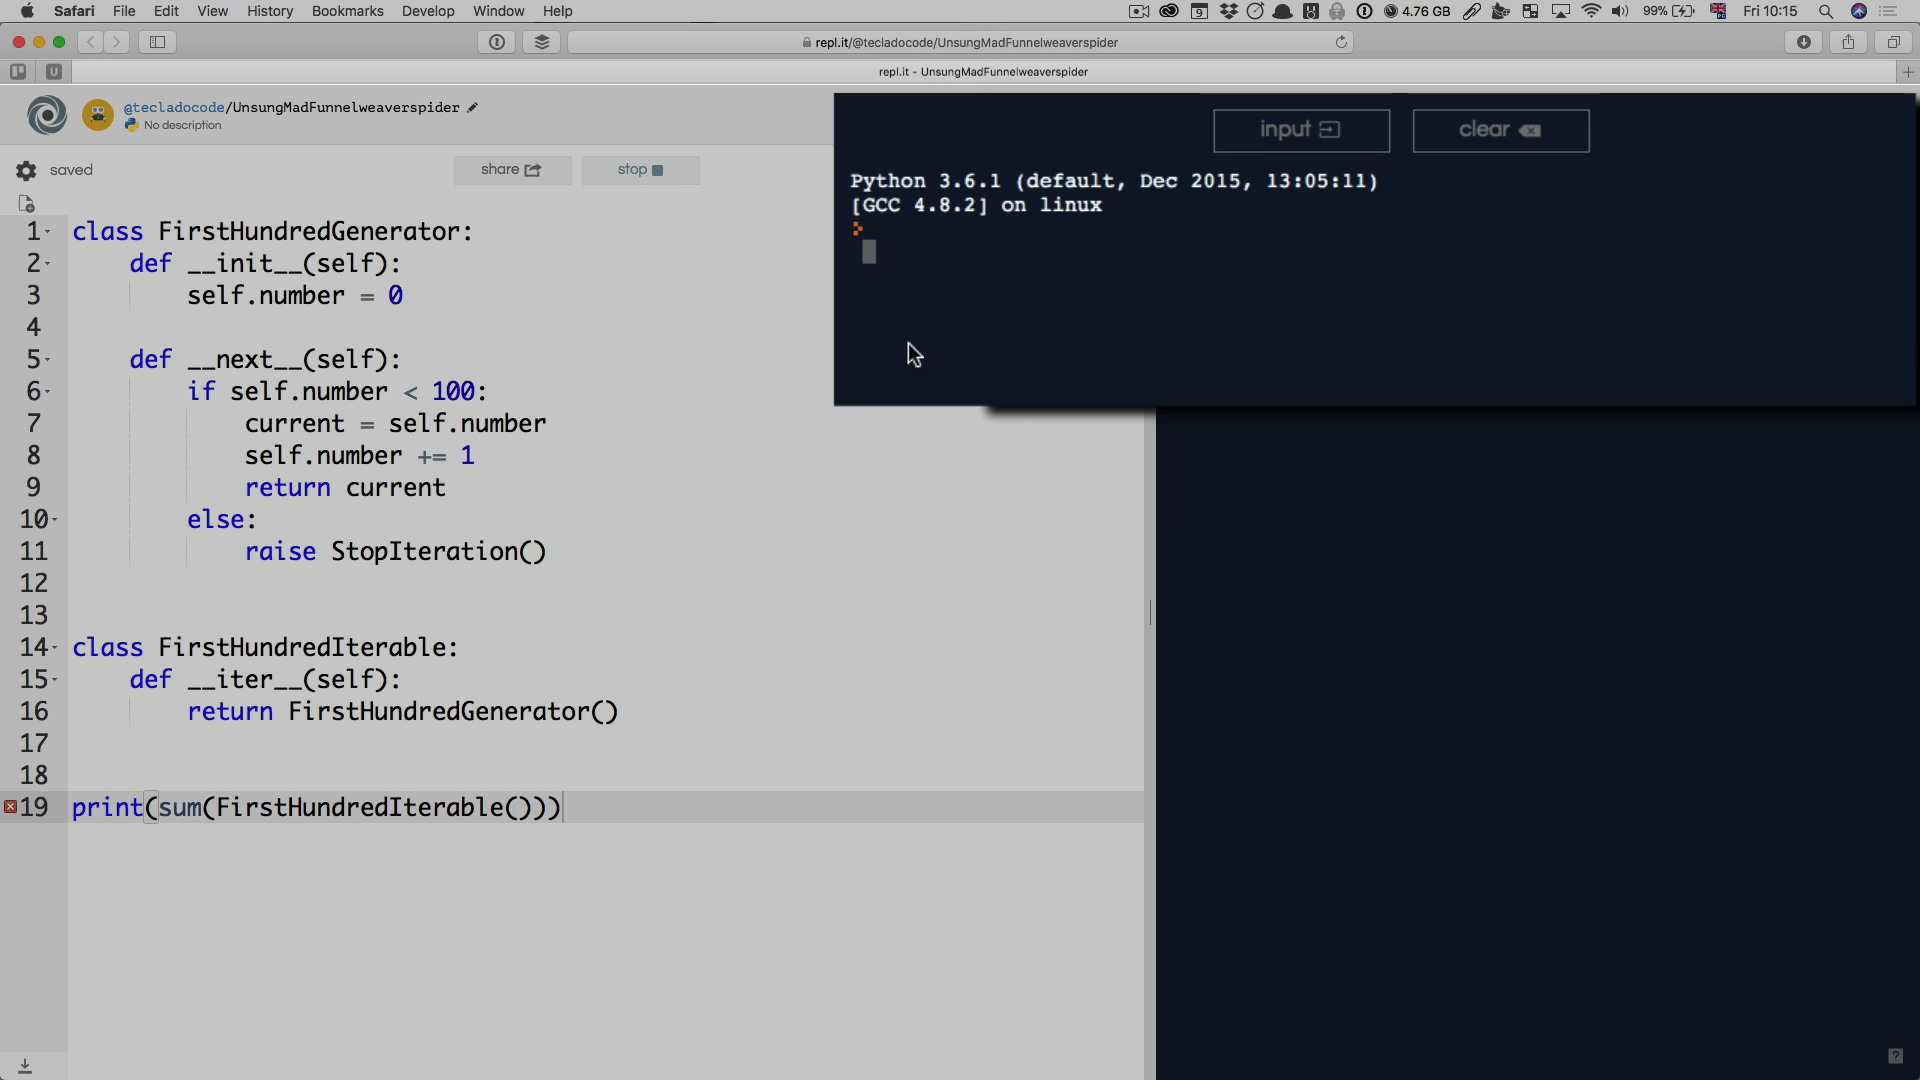 Safari File Edit View History Bookmarks Develop Window Help 9 4.76 GB 99% Fri 10:15
repl.it/@tecladocode/UnsungMadFunnelweaverspider
U repl.it - UnsungMadFunnelweaverspider
@tecladocode/UnsungMadFunnelweaverspider
No description
saved share stop
input clear
Python 3.6.1 (default, Dec 2015, 13:05:11)
[GCC 4.8.2] on linux
1 class FirstHundredGenerator:
2 def __init__(self):
3 self.number = 0
4
5 def __next__(self):
6 if self.number < 100:
7 current = self.number
8 self.number += 1
9 return current
10 else:
11 raise StopIteration()
12
13
14 class FirstHundredIterable:
15 def __iter__(self):
16 return FirstHundredGenerator()
17
18
19 print(sum(FirstHundredIterable()))
?